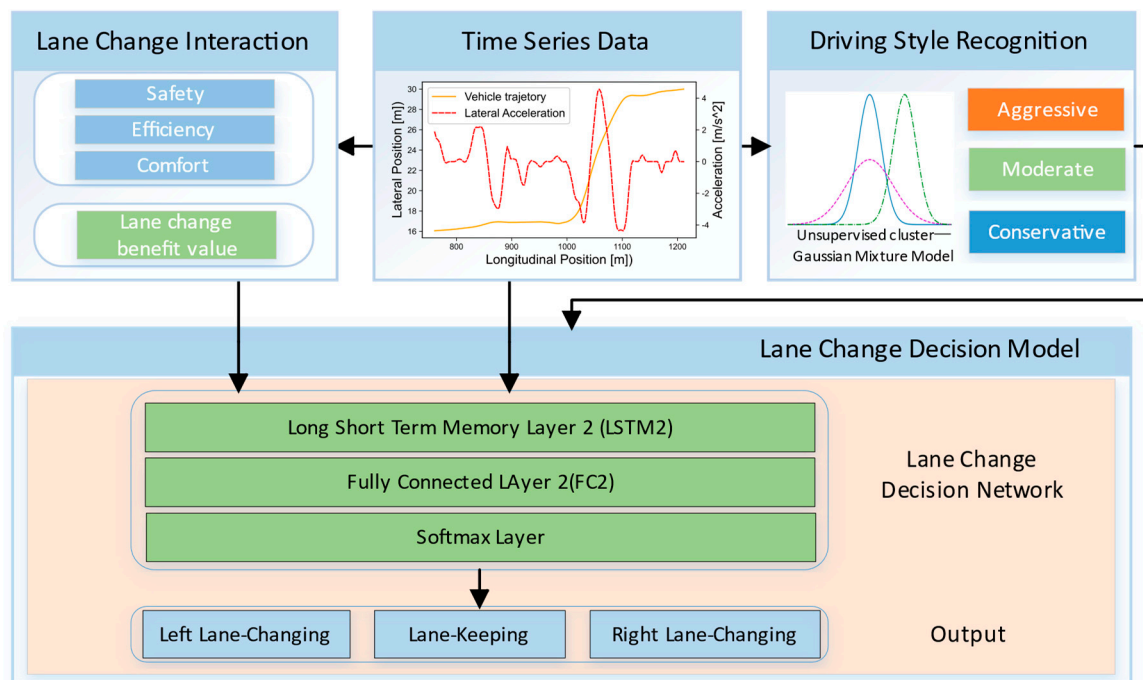 Lane Change Interaction
Safety
Efficiency
Comfort
Lane change
benefit value
Time Series Data
Vehicle trajetory
Lateral Acceleration
Lateral Position [m])
30
28
26
24
22
20
18
16
4
2
0
-2
-4
Acceleration [m/s^2]
800
900
1000
1100
1200
Longitudinal Position [m])
Driving Style Recognition
Aggressive
Moderate
Conservative
Unsupervised cluster—
Gaussian Mixture Model
Lane Change Decision Model
Long Short Term Memory Layer 2 (LSTM2)
Fully Connected LAyer 2(FC2)
Softmax Layer
Lane Change
Decision Network
Left Lane-Changing
Lane-Keeping
Right Lane-Changing
Output